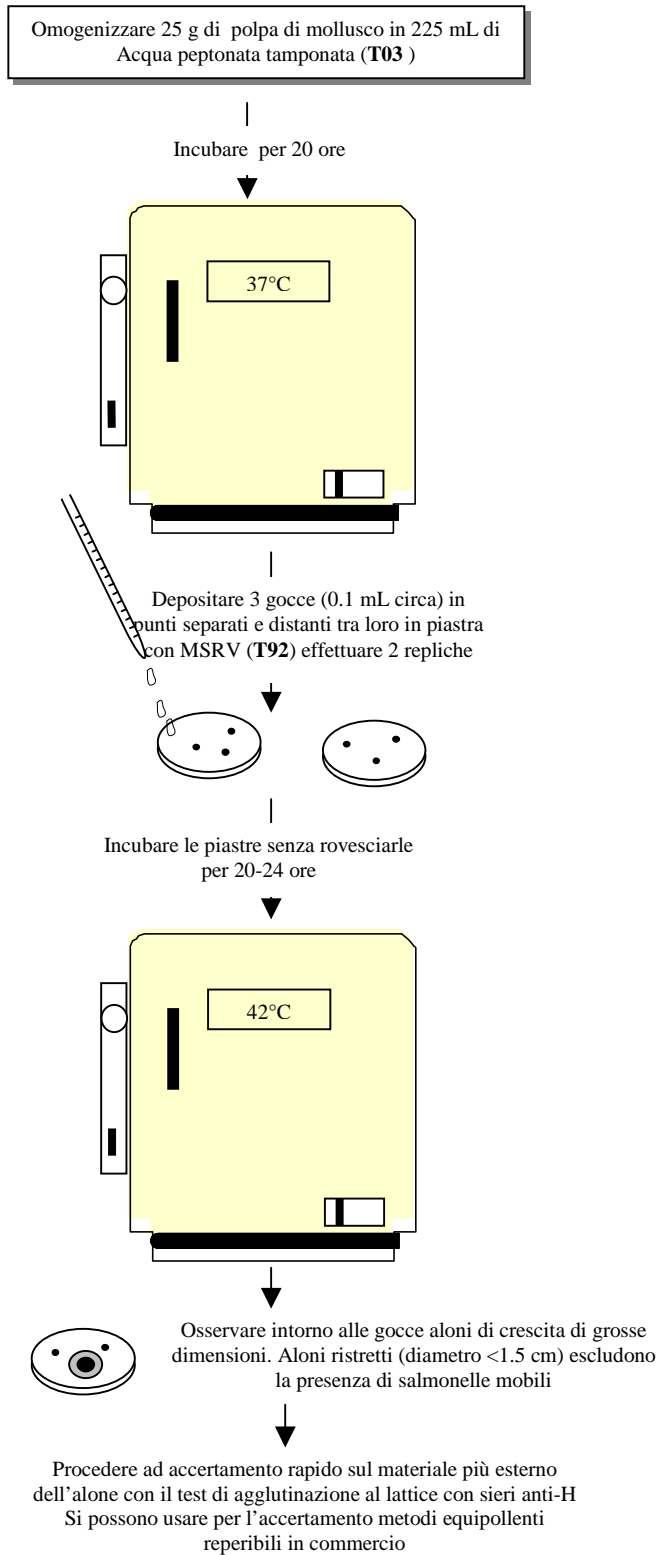 Omogenizzare 25 g di polpa di mollusco in 225 mL di
Acqua peptonata tamponata (T03 )
Incubare per 20 ore
37°C
Depositare 3 gocce (0.1 mL circa) in
punti separati e distanti tra loro in piastra
con MSRV (T92) effettuare 2 repliche
Incubare le piastre senza rovesciarle
per 20-24 ore
42°C
Osservare intorno alle gocce aloni di crescita di grosse
dimensioni. Aloni ristretti (diametro <1.5 cm) escludono
la presenza di salmonelle mobili
Procedere ad accertamento rapido sul materiale più esterno
dell'alone con il test di agglutinazione al lattice con sieri anti-H
Si possono usare per l'accertamento metodi equipollenti
reperibili in commercio